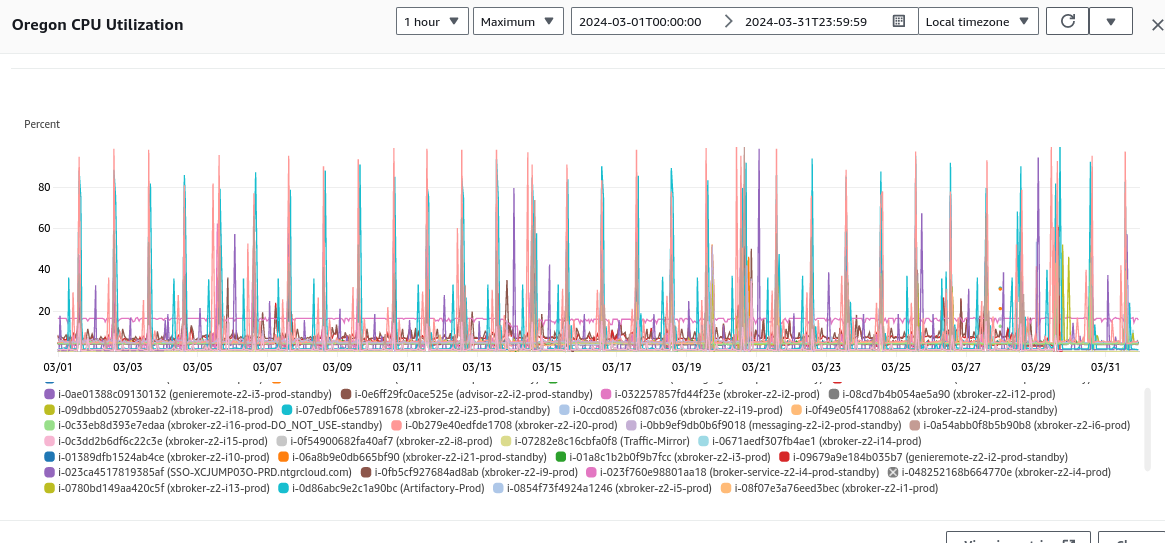 Oregon CPU Utilization
1 hour Maximum 2024-03-01T00:00:00 2024-03-31T23:59:59 Local timezone
Percent
80
60
40
20
03/01 03/03 03/05 03/07 03/09 03/11 03/13 03/15 03/17 03/19 03/21 03/23 03/25 03/27 03/29 03/31
i-0ae01388c09130132 (genieremote-z2-i3-prod-standby) i-0e6ff29fc0ace525e (advisor-z2-i2-prod-standby) i-032257857fd44f23e (xbroker-z2-i2-prod) i-08cd7b4b054ae5a90 (xbroker-z2-i12-prod)
i-09dbbd0527059aab2 (xbroker-z2-i18-prod) i-07edbf06e57891678 (xbroker-z2-i23-prod-standby) i-0ccd08526f087c036 (xbroker-z2-i19-prod) i-0f49e05f417088a62 (xbroker-z2-i24-prod-standby)
i-0c33eb8d393e7edaa (xbroker-z2-i16-prod-DO_NOT_USE-standby) i-0b279e40edfde1708 (xbroker-z2-i20-prod) i-0bb9ef9db0b6f9018 (messaging-z2-i2-prod-standby) i-0a54abb0f8b5b90b8 (xbroker-z2-i6-prod)
i-0c3dd2b6df6c22c3e (xbroker-z2-i15-prod) i-0f54900682fa40af7 (xbroker-z2-i8-prod) i-07282e8c16cbfa0f8 (Traffic-Mirror) i-0671aedf307fb4ae1 (xbroker-z2-i14-prod)
i-01389dfb1524ab4ce (xbroker-z2-i10-prod) i-06a8b9e0db665bf90 (xbroker-z2-i21-prod-standby) i-01a8c1b2b0f9b7fcc (broker-z2-i3-prod) i-09679a9e184b035b7 (genieremote-z2-i2-prod-standby)
i-023ca4517819385af (SSO-XCJUMP03O-PRD.ntgrcloud.com) i-0fb5cf927684ad8ab (xbroker-z2-i9-prod) i-023f760e98801aa18 (broker-service-z2-i4-prod-standby) i-048252168b664770e (xbroker-z2-i4-prod)
i-0780bd149aa420c5f (xbroker-z2-i13-prod) i-0d86abc9e2c1a90bc (Artifactory-Prod) i-0854f73f4924a1246 (xbroker-z2-i5-prod) i-08f07e3a76eed3bec (xbroker-z2-i1-prod)